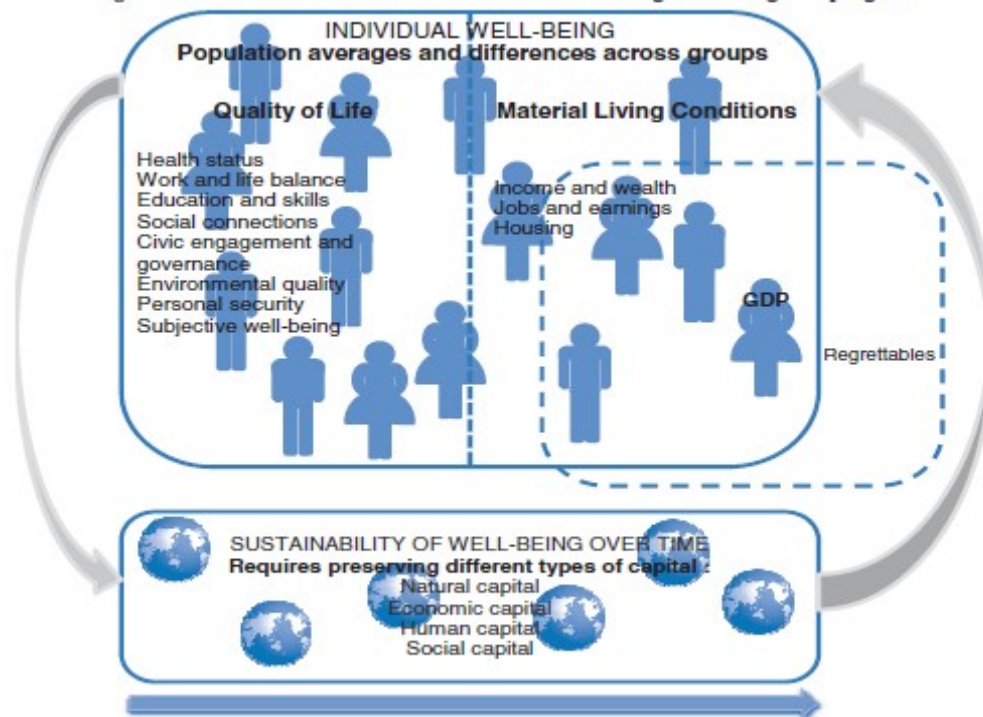 INDIVIDUAL WELL-BEING
Population averages and differences across groups
Quality of Life
Health status
Work and life balance
Education and skills
Social connections
Civic engagement and
governance
Environmental quality
Personal security
Subjective well-being
Material Living Conditions
Income and wealth
Jobs and earnings
Housing
GDP
Regrettables
SUSTAINABILITY OF WELL-BEING OVER TIME
Requires preserving different types of capital :
Natural capital
Economic capital
Human capital
Social capital